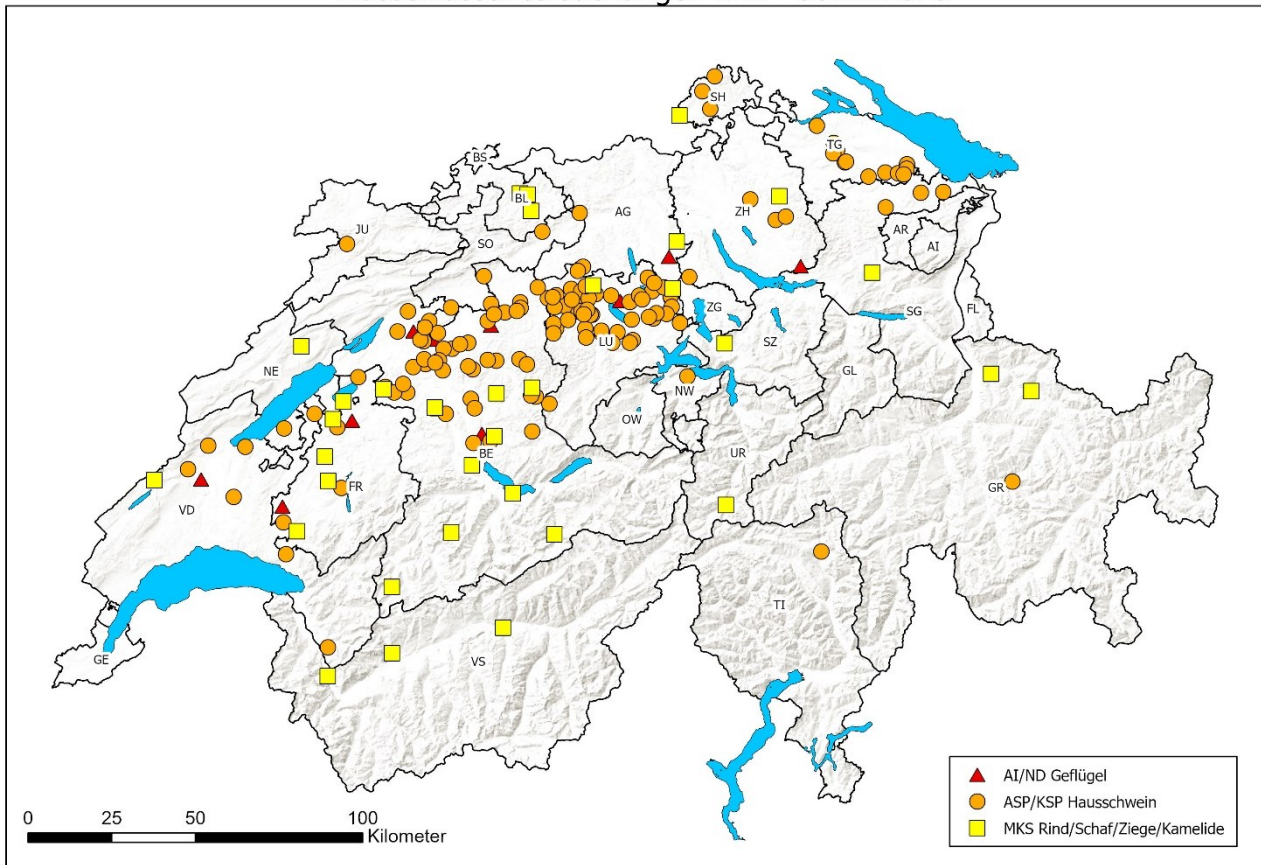 SH
TG
BS
BL
AG
ZH
JU
SO
AR
AI
SG
FL
ZG
SZ
LU
NE
GL
NW
OW
BE
UR
GR
FR
VD
TI
VS
GE
AI/ND Geflügel
ASP/KSP Hausschwein
MKS Rind/Schaf/Ziege/Kamelide
0 25 50 100
Kilometer